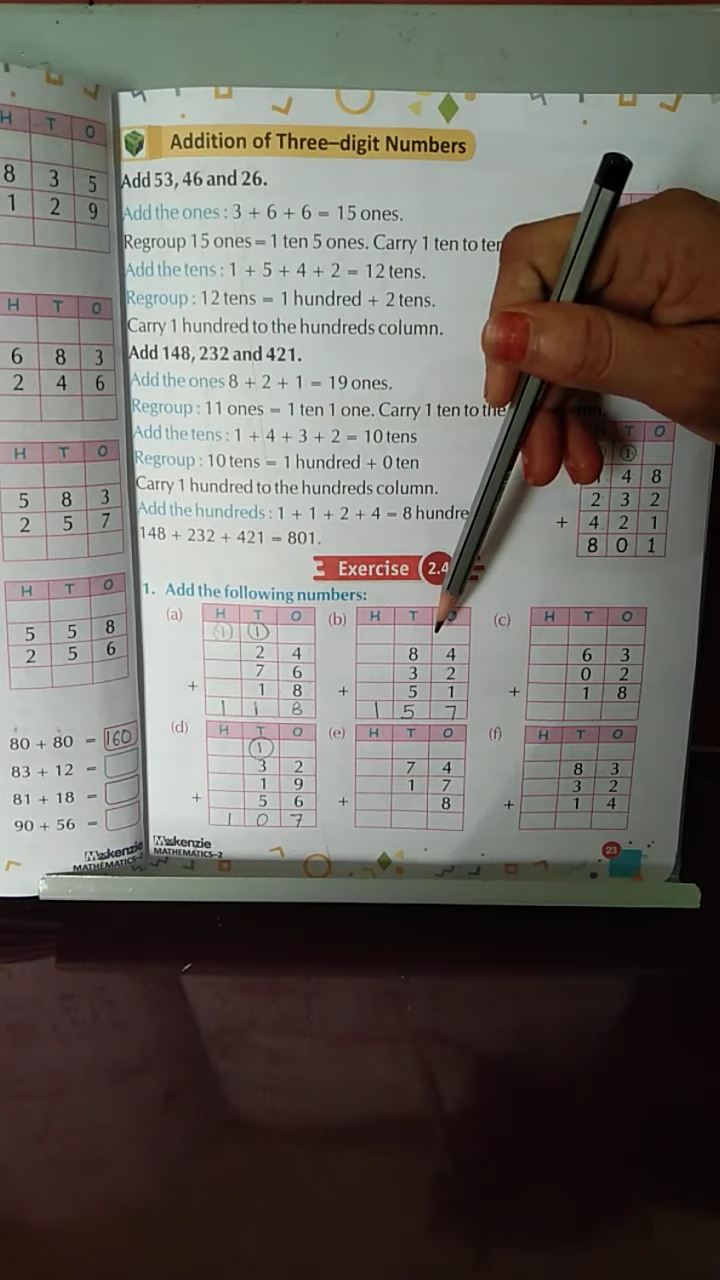 H T O
8 3 5
1 2 9
H T O
6 8 3
2 4 6
H T O
5 8 3
2 5 7
H T O
5 5 8
2 5 6
80 + 80 = 160
83 + 12 =
81 + 18 =
90 + 56 =
Maskenzie
MATHEMATICS-2
Addition of Three-digit Numbers
Add 53, 46 and 26.
Add the ones : 3 + 6 + 6 = 15 ones.
Regroup 15 ones = 1 ten 5 ones. Carry 1 ten to
Add the tens : 1 + 5 + 4 + 2 = 12 tens.
Regroup : 12 tens = 1 hundred + 2 tens.
Carry 1 hundred to the hundreds column.
Add 148, 232 and 421.
Add the ones 8 + 2 + 1 = 19 ones.
Regroup : 11 ones = 1 ten 1 one. Carry 1 ten to the
Add the tens : 1 + 4 + 3 + 2 = 10 tens
Regroup : 10 tens = 1 hundred + 0 ten
Carry 1 hundred to the hundreds column.
Add the hundreds : 1 + 1 + 2 + 4 = 8
148 + 232 + 421 = 801.
T O
1
1 4 8
2 3 2
+ 4 2 1
8 0 1
Exercise 2.4
1. Add the following numbers:
(a) H T O
1 1
2 4
7 6
+ 1 8
1 1 8
(b) H T O
8 4
3 2
+ 5 1
1 5 7
(c) H T O
6 3
0 2
+ 1 8
(d) H T O
1
3 2
1 9
+ 5 6
1 0 7
(e) H T O
7 4
1 7
+ 8
(f) H T O
8 3
3 2
+ 1 4
Maskenzie
MATHEMATICS-2
23